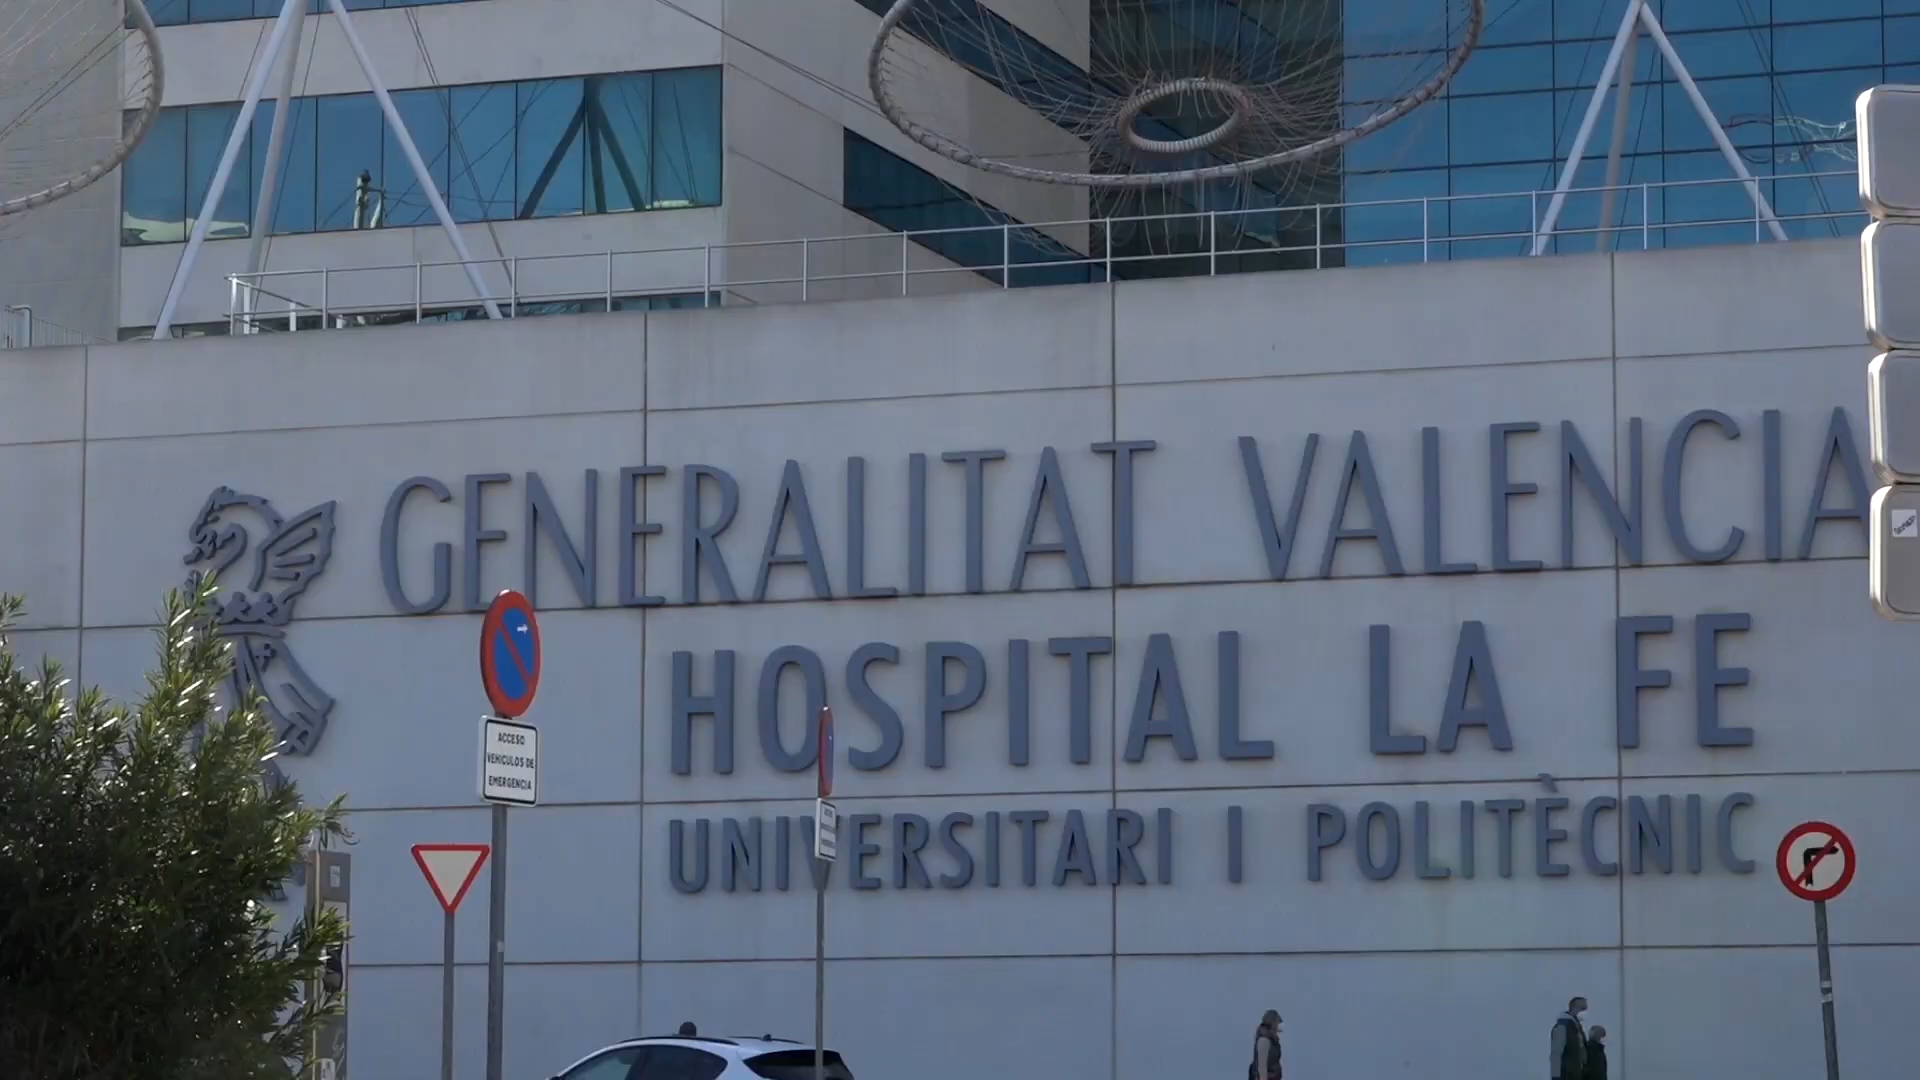 GENERALITAT VALENCIA
HOSPITAL LA FE
UNIVERSITARI I POLITÈCNIC
ACCESO
VEHICULOS DE
EMERGENCIA